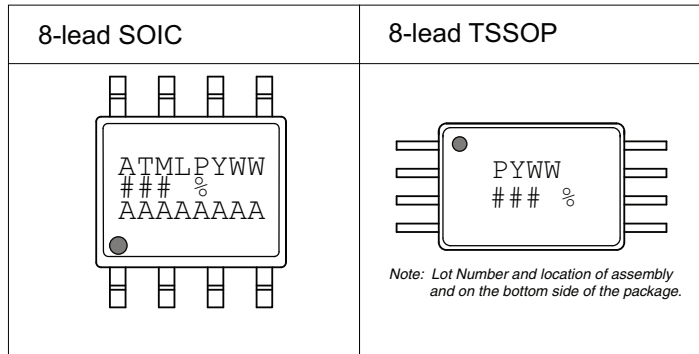 8-lead SOIC
8-lead TSSOP
ATMLPYWW
### %
AAAAAAAA
PYWW
### %
Note: Lot Number and location of assembly
and on the bottom side of the package.